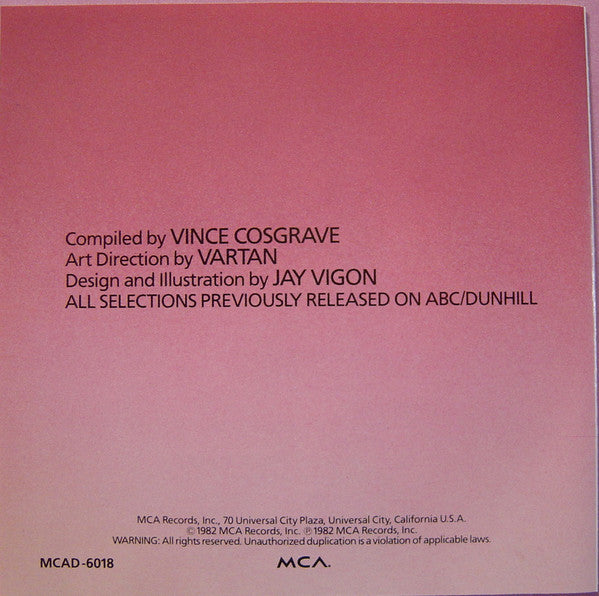 Compiled by VINCE COSGRAVE
Art Direction by VARTAN
Design and Illustration by JAY VIGON
ALL SELECTIONS PREVIOUSLY RELEASED ON ABC/DUNHILL
MCA Records, Inc., 70 Universal City Plaza, Universal City, California U.S.A.
©1982 MCA Records, Inc. ℗1982 MCA Records, Inc.
WARNING: All rights reserved. Unauthorized duplication is a violation of applicable laws.
MCAD-6018 MCA.